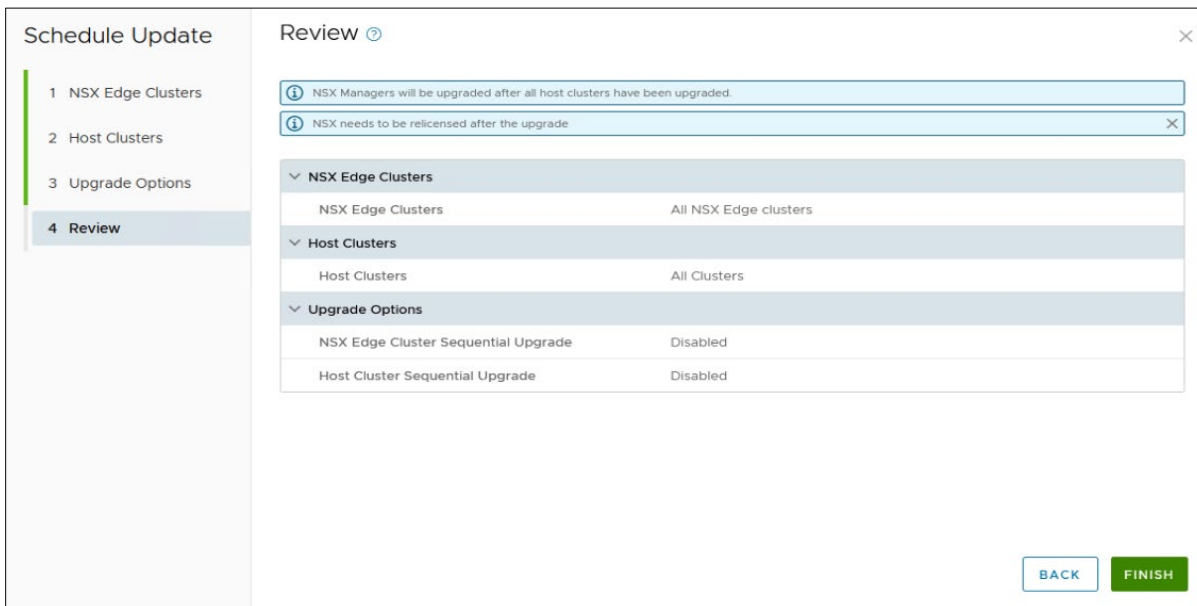 Schedule Update
1 NSX Edge Clusters
2 Host Clusters
3 Upgrade Options
4 Review
Review
NSX Managers will be upgraded after all host clusters have been upgraded.
NSX needs to be relicensed after the upgrade
NSX Edge Clusters
NSX Edge Clusters All NSX Edge clusters
Host Clusters
Host Clusters All Clusters
Upgrade Options
NSX Edge Cluster Sequential Upgrade Disabled
Host Cluster Sequential Upgrade Disabled
BACK FINISH